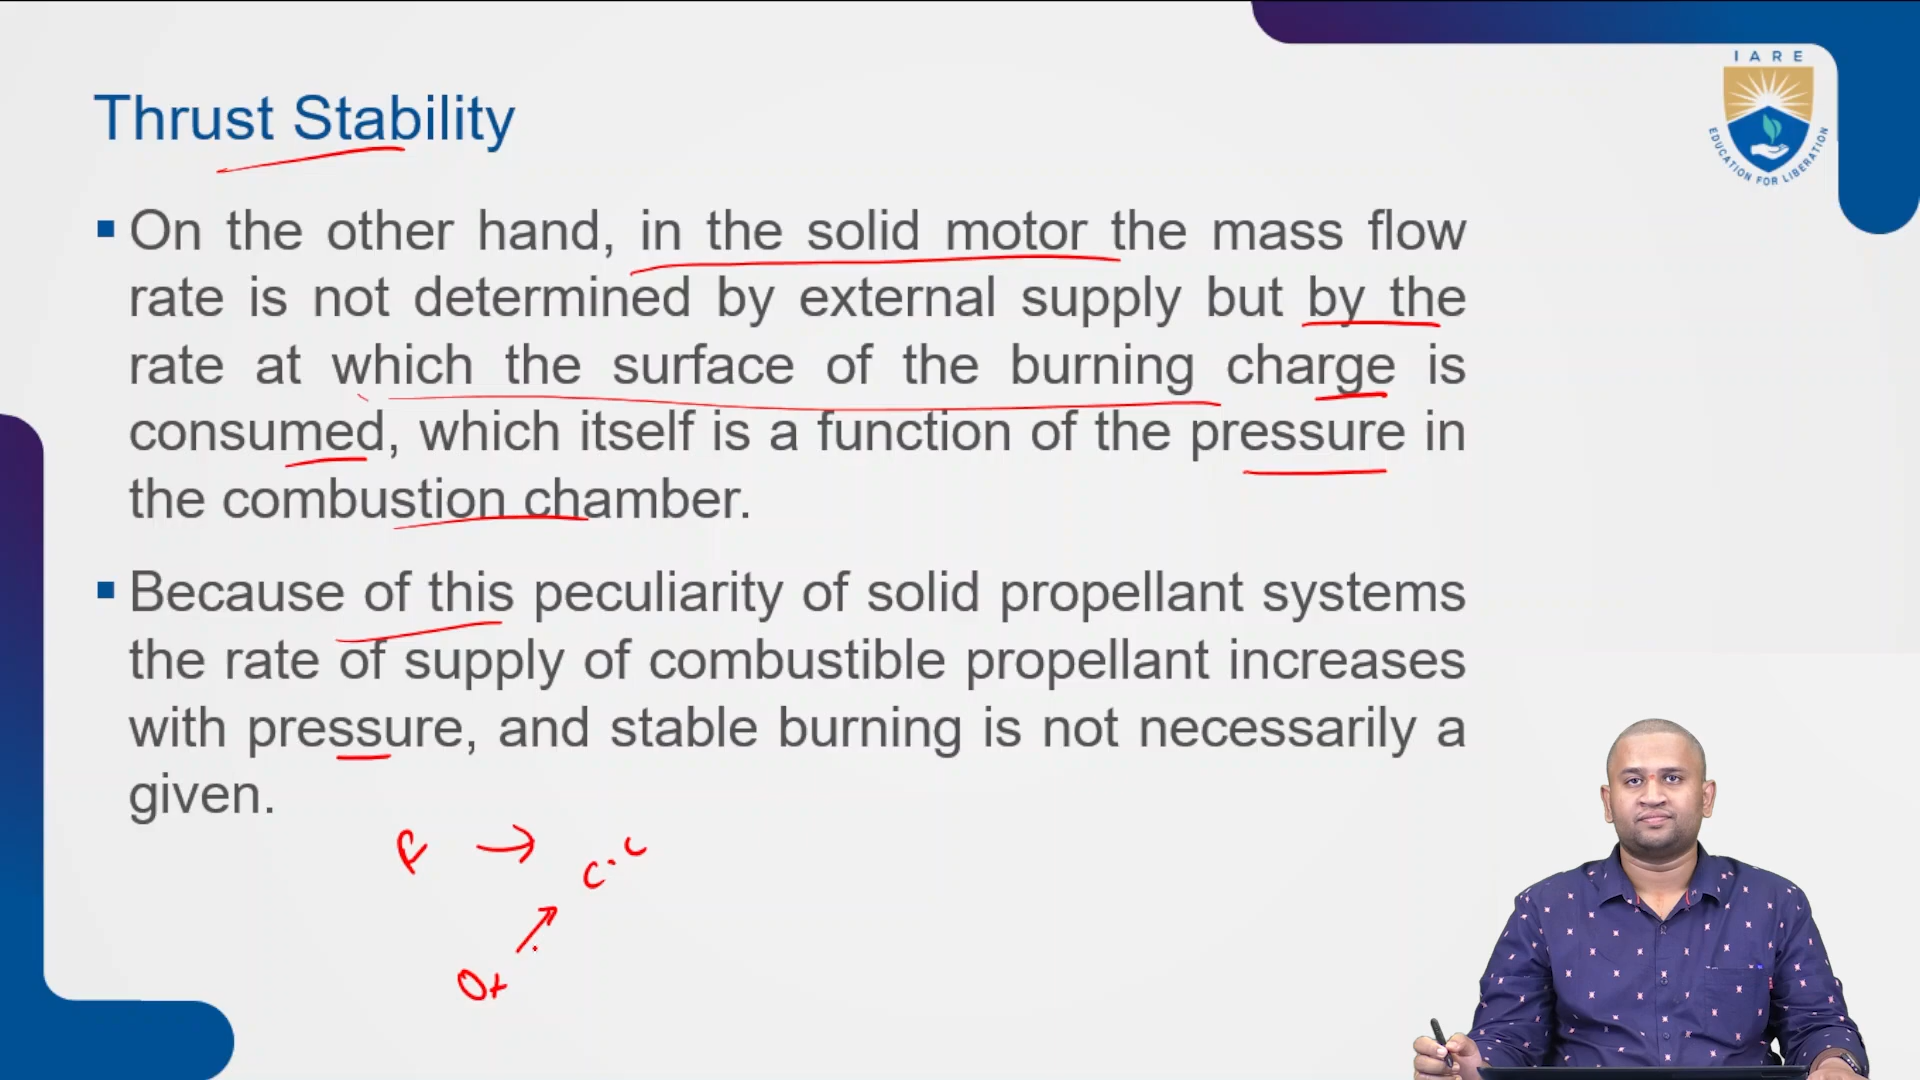 IARE
EDUCATION FOR LIBERATION
Thrust Stability
On the other hand, in the solid motor the mass flow
rate is not determined by external supply but by the
rate at which the surface of the burning charge is
consumed, which itself is a function of the pressure in
the combustion chamber.
Because of this peculiarity of solid propellant systems
the rate of supply of combustible propellant increases
with pressure, and stable burning is not necessarily a
given.
C.C
Ox